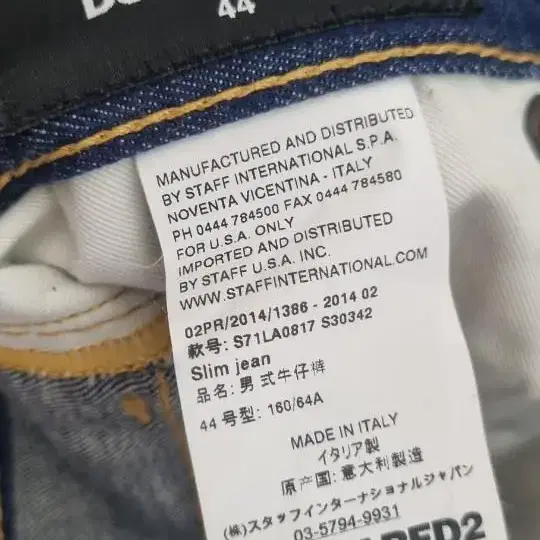 44
MANUFACTURED AND DISTRIBUTED
BY STAFF INTERNATIONAL S.P.A.
NOVENTA VICENTINA - ITALY
PH 0444 784500 FAX 0444 784580
FOR U.S.A. ONLY
IMPORTED AND DISTRIBUTED
BY STAFF U.S.A. INC.
WWW.STAFFINTERNATIONAL.COM
02PR/2014/1386 - 2014 02
款号: S71LA0817 S30342
Slim jean
品名: 男式牛仔裤
44 号型: 160/64A
MADE IN ITALY
イタリア製
原产国: 意大利製造
(株)スタッフインターナショナルジャパン
03-5794-9931